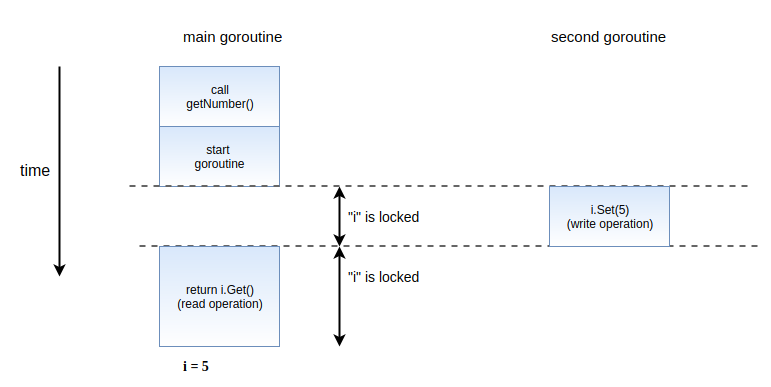 main goroutine
second goroutine
call
getNumber()
start
goroutine
time
"i" is locked
i.Set(5)
(write operation)
"i" is locked
return i.Get()
(read operation)
i = 5